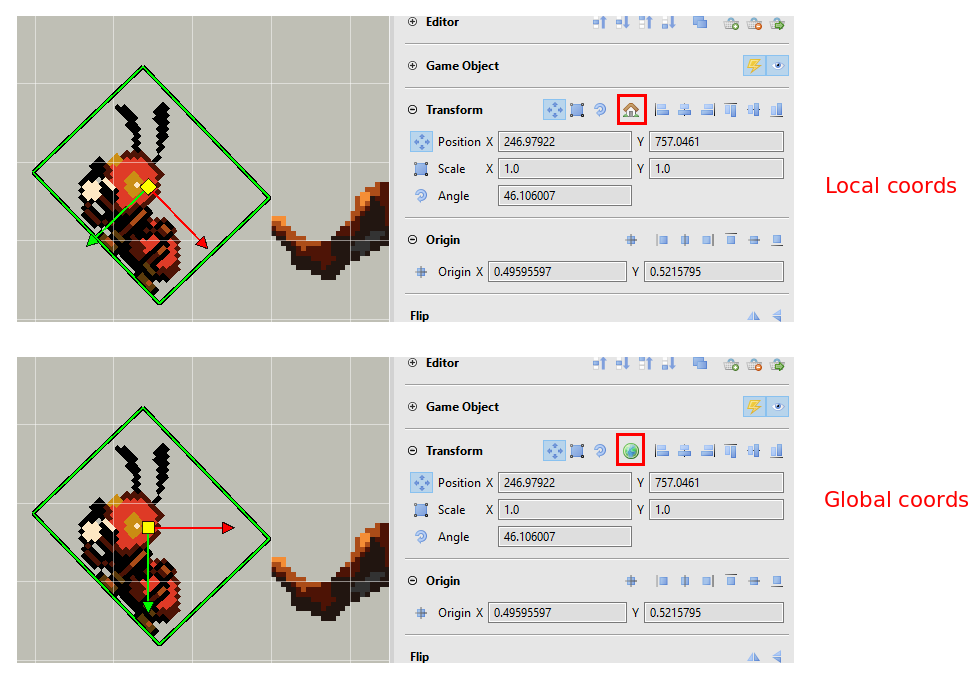 Editor
Game Object
Transform
Position X 246.97922 Y 757.0461
Scale X 1.0 Y 1.0
Angle 46.106007
Origin
Origin X 0.49595597 Y 0.5215795
Flip
Local coords
Editor
Game Object
Transform
Position X 246.97922 Y 757.0461
Scale X 1.0 Y 1.0
Angle 46.106007
Origin
Origin X 0.49595597 Y 0.5215795
Flip
Global coords